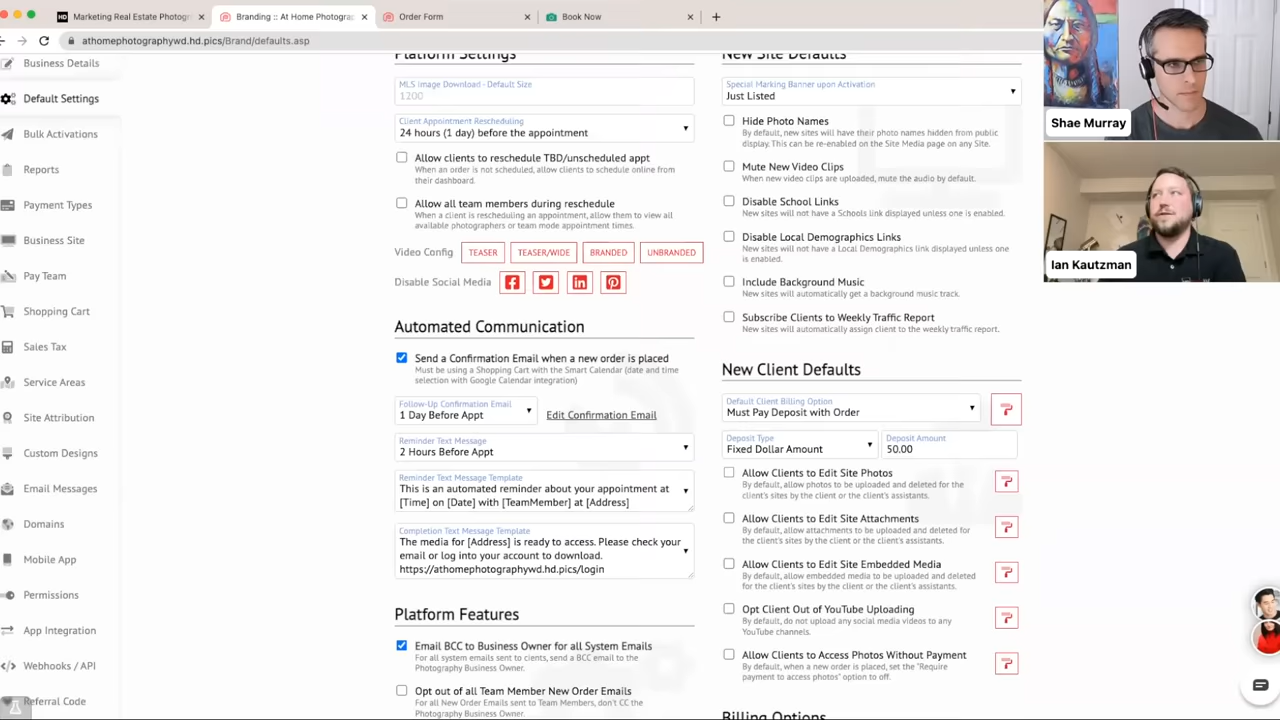 Marketing Real Estate Photogr
Branding :: At Home Photograp
Order Form
Book Now
athomephotographywd.hd.pics/Brand/defaults.asp
Business Details
Default Settings
Bulk Activations
Reports
Payment Types
Business Site
Pay Team
Shopping Cart
Sales Tax
Service Areas
Site Attribution
Custom Designs
Email Messages
Domains
Mobile App
Permissions
App Integration
Webhooks / API
Referral Code
Platform Settings
MLS Image Download - Default Size
1200
Client Appointment Rescheduling
24 hours (1 day) before the appointment
Allow clients to reschedule TBD/unscheduled appt
When an order is not scheduled, allow clients to schedule online from
their dashboard.
Allow all team members during reschedule
When a client is rescheduling an appointment, allow them to view all
available photographers or team mode appointment times.
Video Config TEASER TEASER/WIDE BRANDED UNBRANDED
Disable Social Media
Automated Communication
Send a Confirmation Email when a new order is placed
Must be using a Shopping Cart with the Smart Calendar (date and time
selection with Google Calendar integration)
Follow-Up Confirmation Email
1 Day Before Appt
Edit Confirmation Email
Reminder Text Message
2 Hours Before Appt
Reminder Text Message Template
This is an automated reminder about your appointment at
[Time] on [Date] with [TeamMember] at [Address]
Completion Text Message Template
The media for [Address] is ready to access. Please check your
email or log into your account to download.
https://athomephotographywd.hd.pics/login
Platform Features
Email BCC to Business Owner for all System Emails
For all system emails sent to clients, send a BCC email to the
Photography Business Owner.
Opt out of all Team Member New Order Emails
For all New Order Emails sent to Team Members, don't CC the
Photography Business Owner.
New Site Defaults
Special Marking Banner upon Activation
Just Listed
Hide Photo Names
By default, new sites will have their photo names hidden from public
display. This can be re-enabled on the Site Media page on any Site.
Mute New Video Clips
When new video clips are uploaded, mute the audio by default.
Disable School Links
New sites will not have a Schools link displayed unless one is enabled.
Disable Local Demographics Links
New sites will not have a Local Demographics link displayed unless one
is enabled.
Include Background Music
New sites will automatically get a background music track.
Subscribe Clients to Weekly Traffic Report
New sites will automatically assign client to the weekly traffic report.
New Client Defaults
Default Client Billing Option
Must Pay Deposit with Order
Deposit Type
Fixed Dollar Amount
Deposit Amount
50.00
Allow Clients to Edit Site Photos
By default, allow photos to be uploaded and deleted for the
client's sites by the client or the client's assistants.
Allow Clients to Edit Site Attachments
By default, allow attachments to be uploaded and deleted for
the client's sites by the client or the client's assistants.
Allow Clients to Edit Site Embedded Media
By default, allow embedded media to be uploaded and deleted
for the client's sites by the client or the client's assistants.
Opt Client Out of YouTube Uploading
By default, do not upload any social media videos to any
YouTube channels.
Allow Clients to Access Photos Without Payment
By default, when a new order is placed, set the "Require
payment to access photos" option to off.
Billing Options
Shae Murray
Ian Kautzman